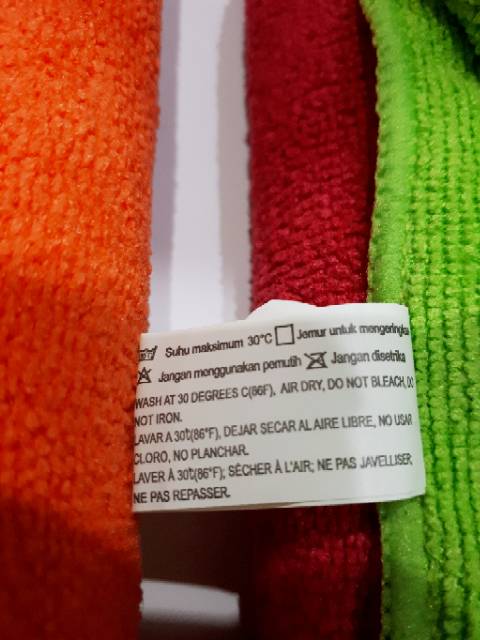 Suhu maksimum 30°C Jemur untuk mengeringkan
Jangan menggunakan pemutih Jangan disetrika
WASH AT 30 DEGREES C(86F), AIR DRY, DO NOT BLEACH, DO
NOT IRON.
LAVAR A 30℃(86°F), DEJAR SECAR AL AIRE LIBRE, NO USAR
CLORO, NO PLANCHAR.
LAVER À 30℃(86°F); SÉCHER À L'AIR; NE PAS JAVELLISER,
NE PAS REPASSER.